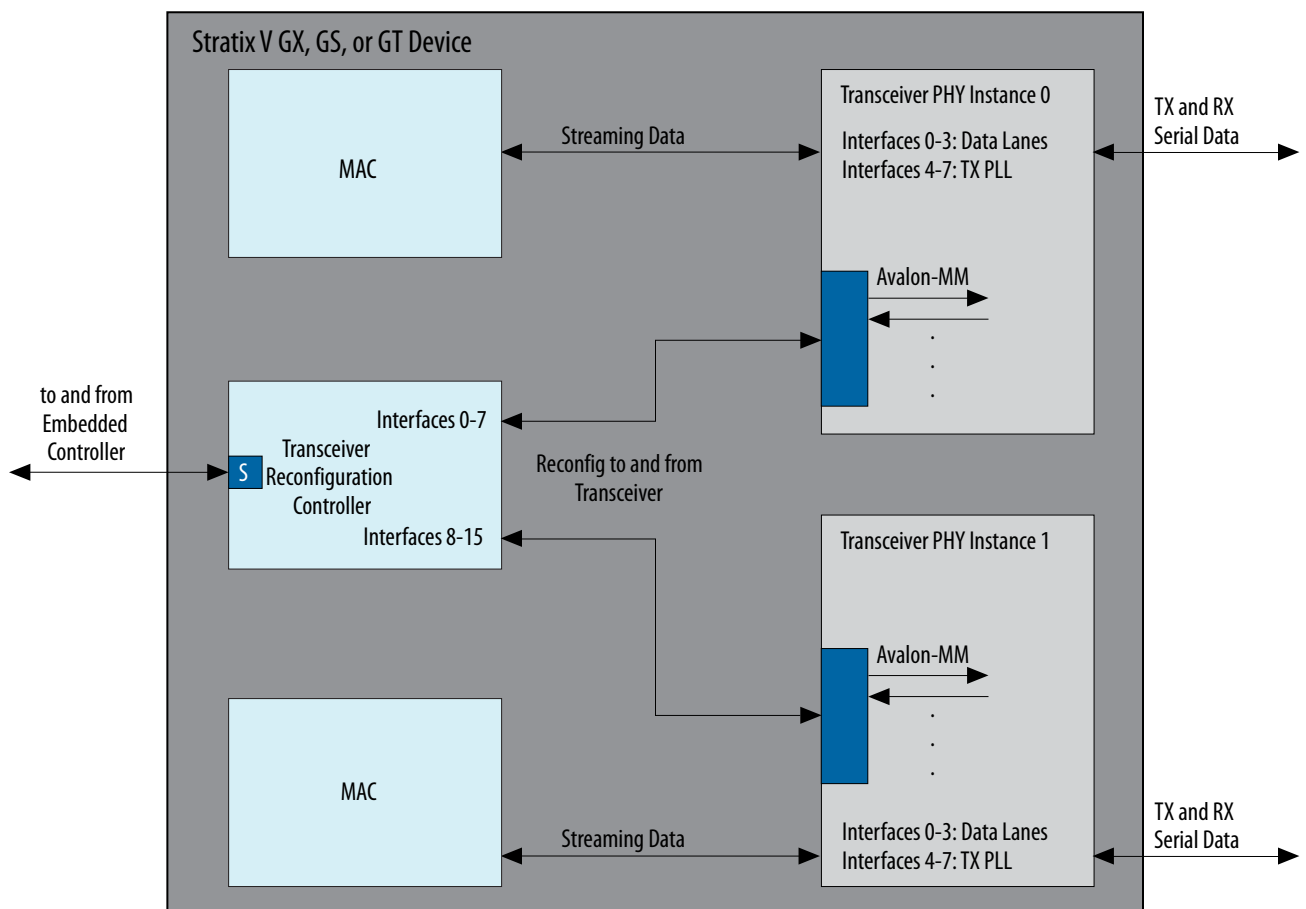 Stratix V GX, GS, or GT Device
MAC
Streaming Data
Transceiver PHY Instance 0
Interfaces 0-3: Data Lanes
Interfaces 4-7: TX PLL
TX and RX
Serial Data
Avalon-MM
to and from
Embedded
Controller
S
Interfaces 0-7
Transceiver
Reconfiguration
Controller
Interfaces 8-15
Reconfig to and from
Transceiver
Transceiver PHY Instance 1
Avalon-MM
MAC
Streaming Data
Interfaces 0-3: Data Lanes
Interfaces 4-7: TX PLL
TX and RX
Serial Data